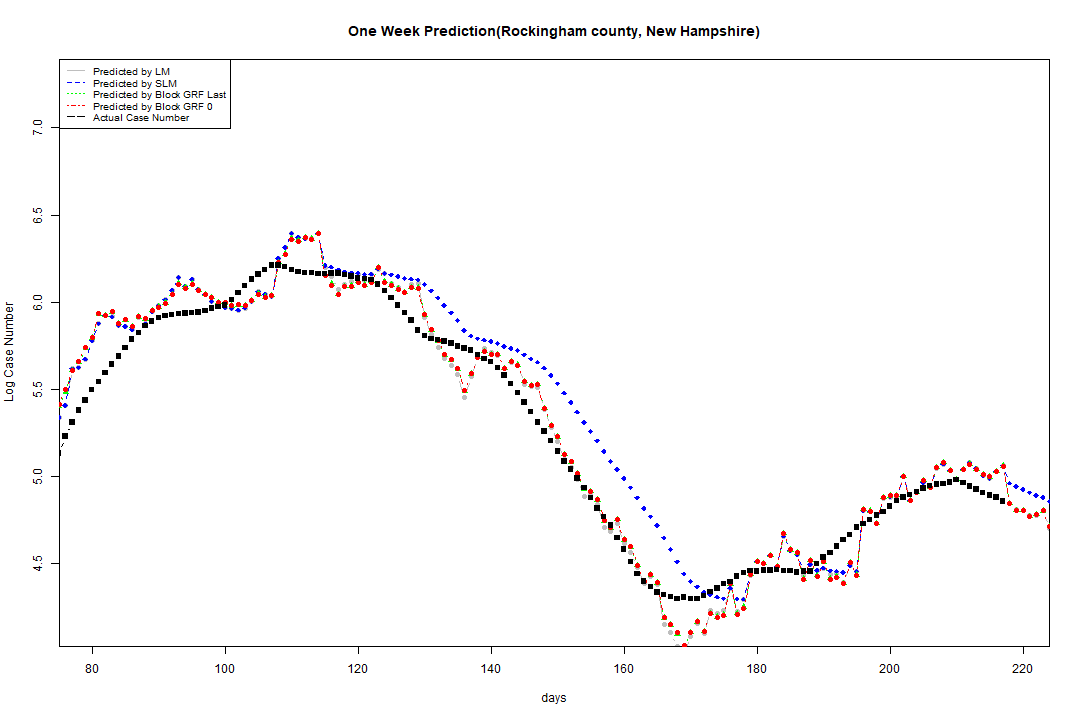 One Week Prediction(Rockingham county, New Hampshire)
Predicted by LM
Predicted by SLM
Predicted by Block GRF Last
Predicted by Block GRF 0
Actual Case Number
7.0
6.5
6.0
5.5
5.0
4.5
Log Case Number
80 100 120 140 160 180 200 220
days